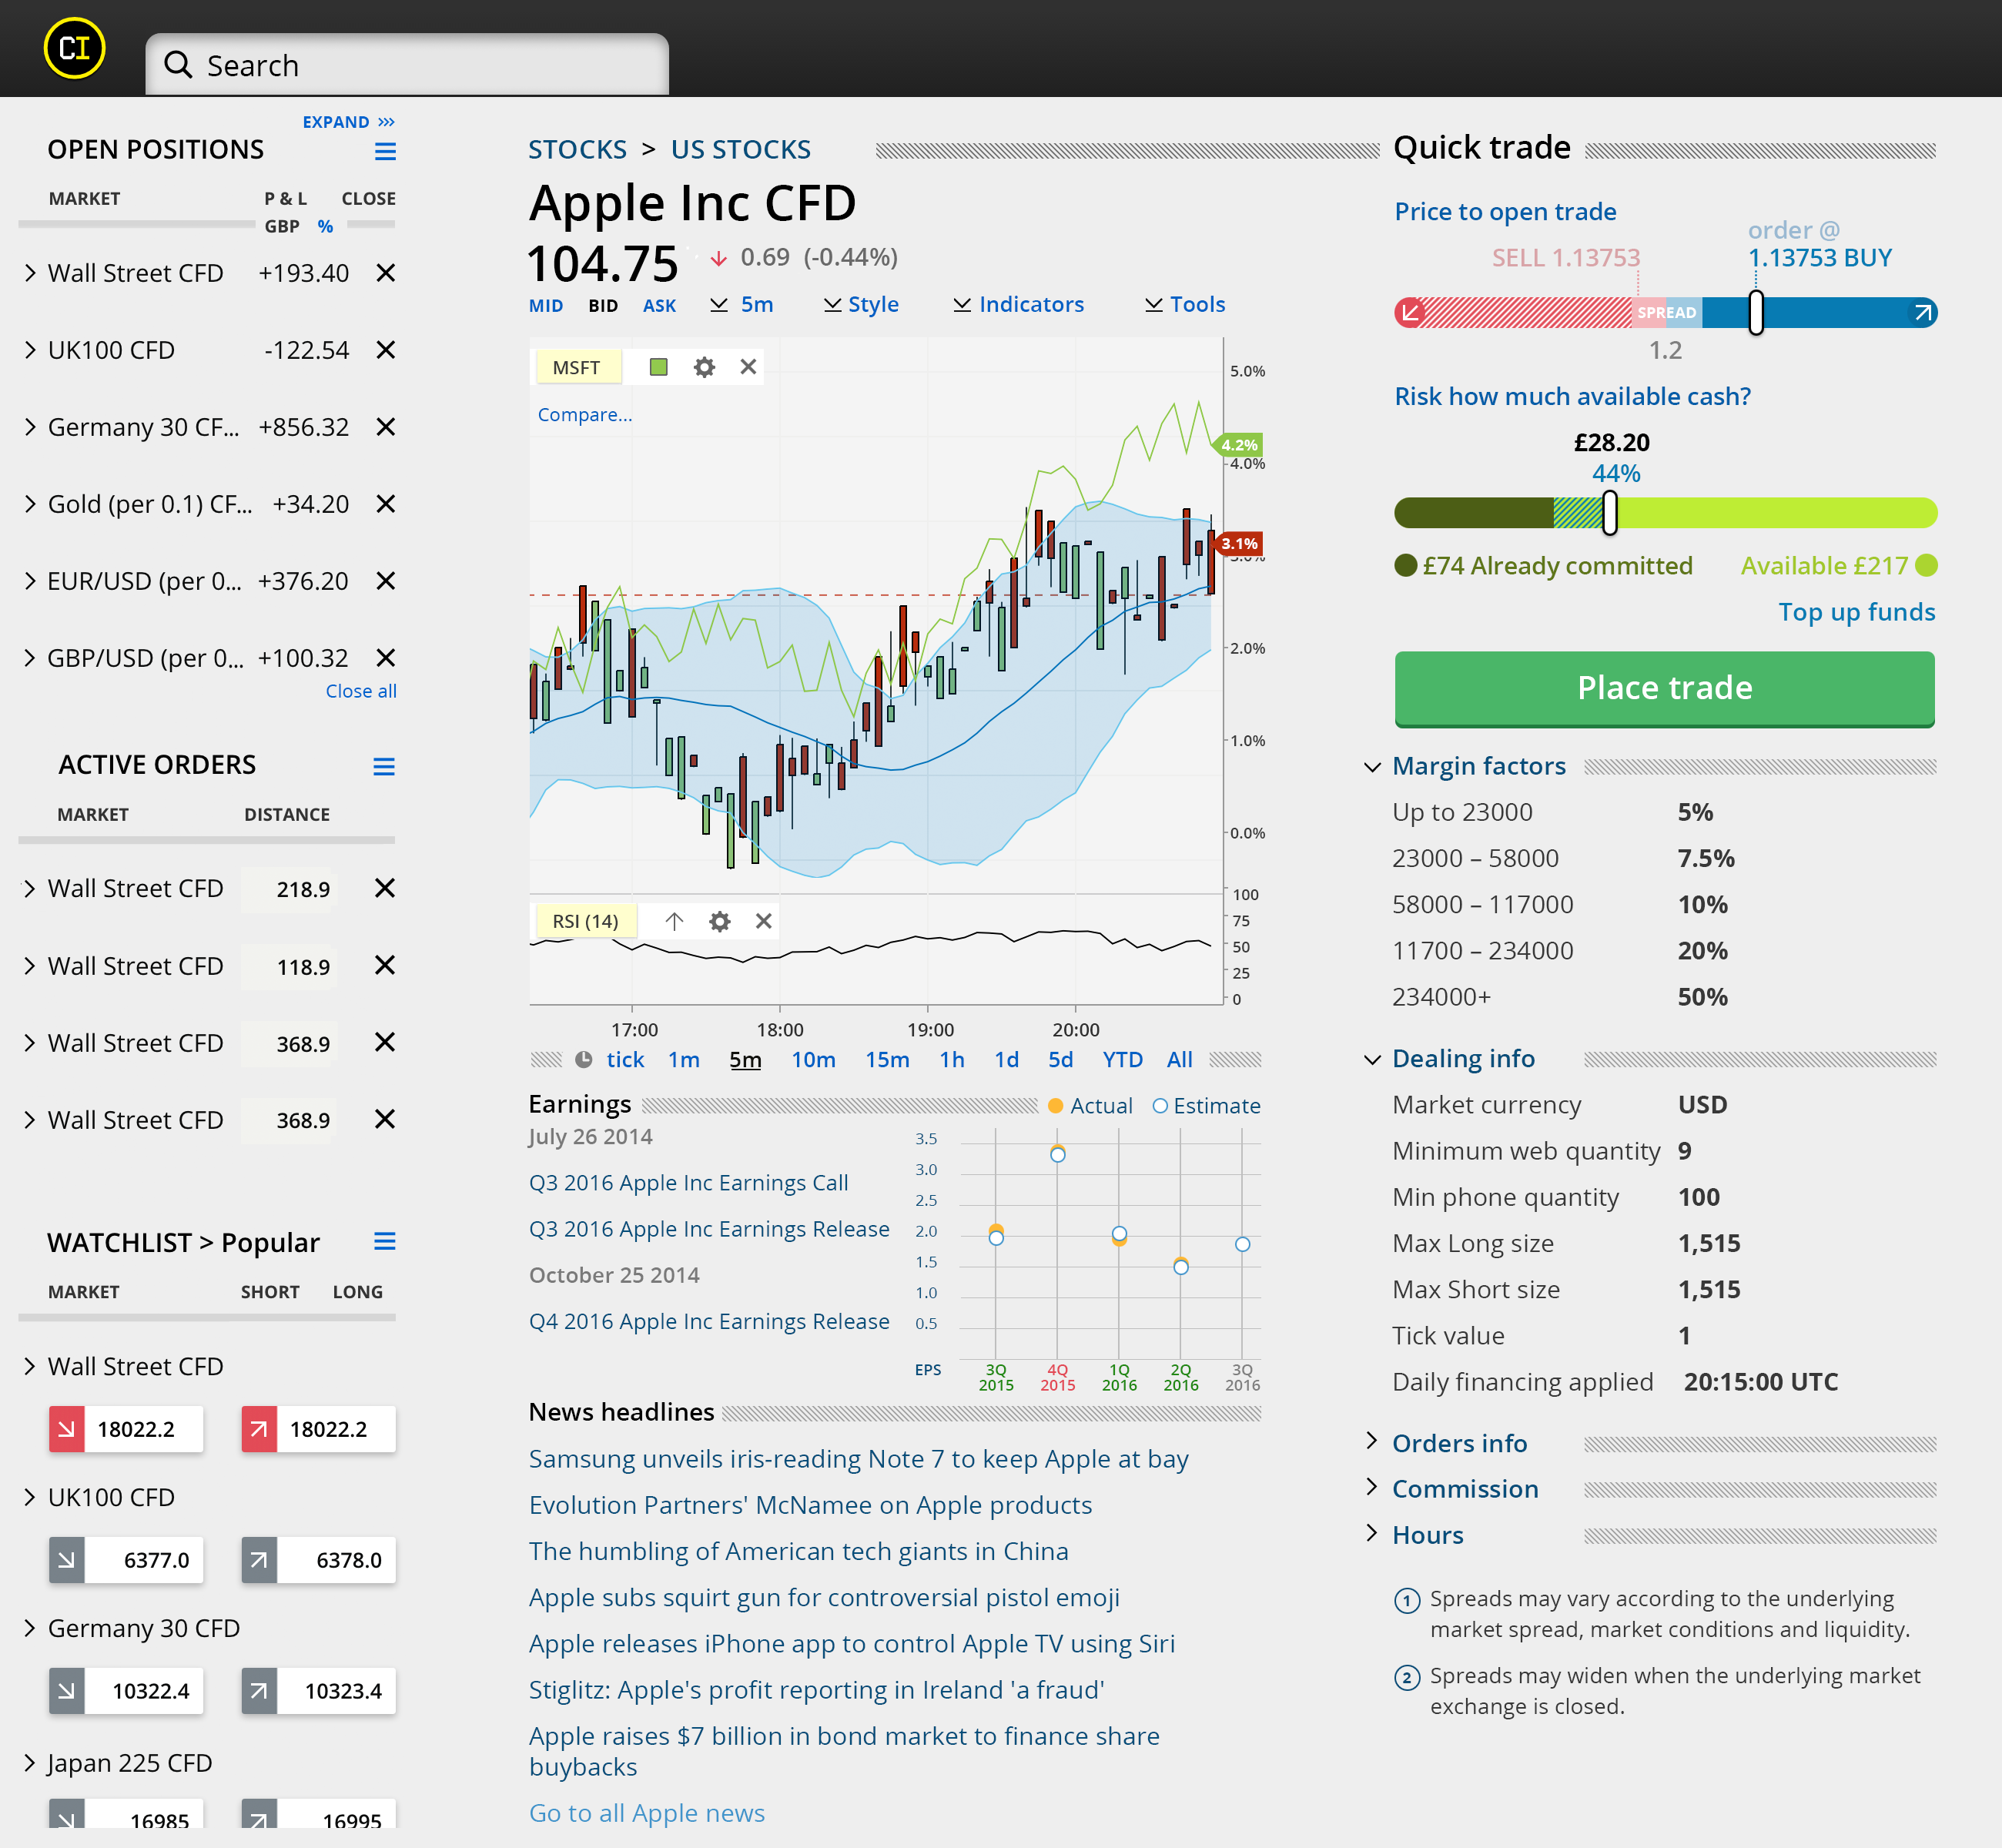 CI
Search
EXPAND >>>
OPEN POSITIONS
MARKET P & L CLOSE
GBP %
Wall Street CFD +193.40
UK100 CFD -122.54
Germany 30 CF... +856.32
Gold (per 0.1) CF... +34.20
EUR/USD (per 0... +376.20
GBP/USD (per 0... +100.32
Close all
ACTIVE ORDERS
MARKET DISTANCE
Wall Street CFD 218.9
Wall Street CFD 118.9
Wall Street CFD 368.9
Wall Street CFD 368.9
WATCHLIST > Popular
MARKET SHORT LONG
Wall Street CFD
18022.2 18022.2
UK100 CFD
6377.0 6378.0
Germany 30 CFD
10322.4 10323.4
Japan 225 CFD
16985 16995
STOCKS > US STOCKS
Apple Inc CFD
104.75 0.69 (-0.44%)
MID BID ASK 5m Style Indicators Tools
MSFT
Compare...
5.0%
4.2%
4.0%
3.1%
3.0%
2.0%
1.0%
0.0%
RSI (14)
100
75
50
25
0
17:00 18:00 19:00 20:00
tick 1m 5m 10m 15m 1h 1d 5d YTD All
Earnings Actual Estimate
July 26 2014
Q3 2016 Apple Inc Earnings Call
Q3 2016 Apple Inc Earnings Release
October 25 2014
Q4 2016 Apple Inc Earnings Release
3.5
3.0
2.5
2.0
1.5
1.0
0.5
EPS 3Q 4Q 1Q 2Q 3Q
2015 2015 2016 2016 2016
News headlines
Samsung unveils iris-reading Note 7 to keep Apple at bay
Evolution Partners' McNamee on Apple products
The humbling of American tech giants in China
Apple subs squirt gun for controversial pistol emoji
Apple releases iPhone app to control Apple TV using Siri
Stiglitz: Apple's profit reporting in Ireland 'a fraud'
Apple raises $7 billion in bond market to finance share
buybacks
Go to all Apple news
Quick trade
Price to open trade
order @
SELL 1.13753 1.13753 BUY
SPREAD
1.2
Risk how much available cash?
£28.20
44%
£74 Already committed Available £217
Top up funds
Place trade
Margin factors
Up to 23000 5%
23000 – 58000 7.5%
58000 – 117000 10%
11700 – 234000 20%
234000+ 50%
Dealing info
Market currency USD
Minimum web quantity 9
Min phone quantity 100
Max Long size 1,515
Max Short size 1,515
Tick value 1
Daily financing applied 20:15:00 UTC
Orders info
Commission
Hours
1 Spreads may vary according to the underlying
market spread, market conditions and liquidity.
2 Spreads may widen when the underlying market
exchange is closed.